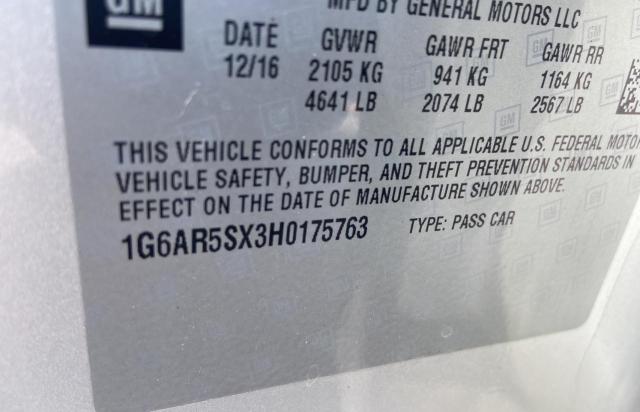 GM
MFD BY GENERAL MOTORS LLC
DATE GVWR GAWR FRT GAWR RR
12/16 2105 KG 941 KG 1164 KG
4641 LB 2074 LB 2567 LB
THIS VEHICLE CONFORMS TO ALL APPLICABLE U.S. FEDERAL MOTOR
VEHICLE SAFETY, BUMPER, AND THEFT PREVENTION STANDARDS IN
EFFECT ON THE DATE OF MANUFACTURE SHOWN ABOVE.
1G6AR5SX3H0175763 TYPE: PASS CAR